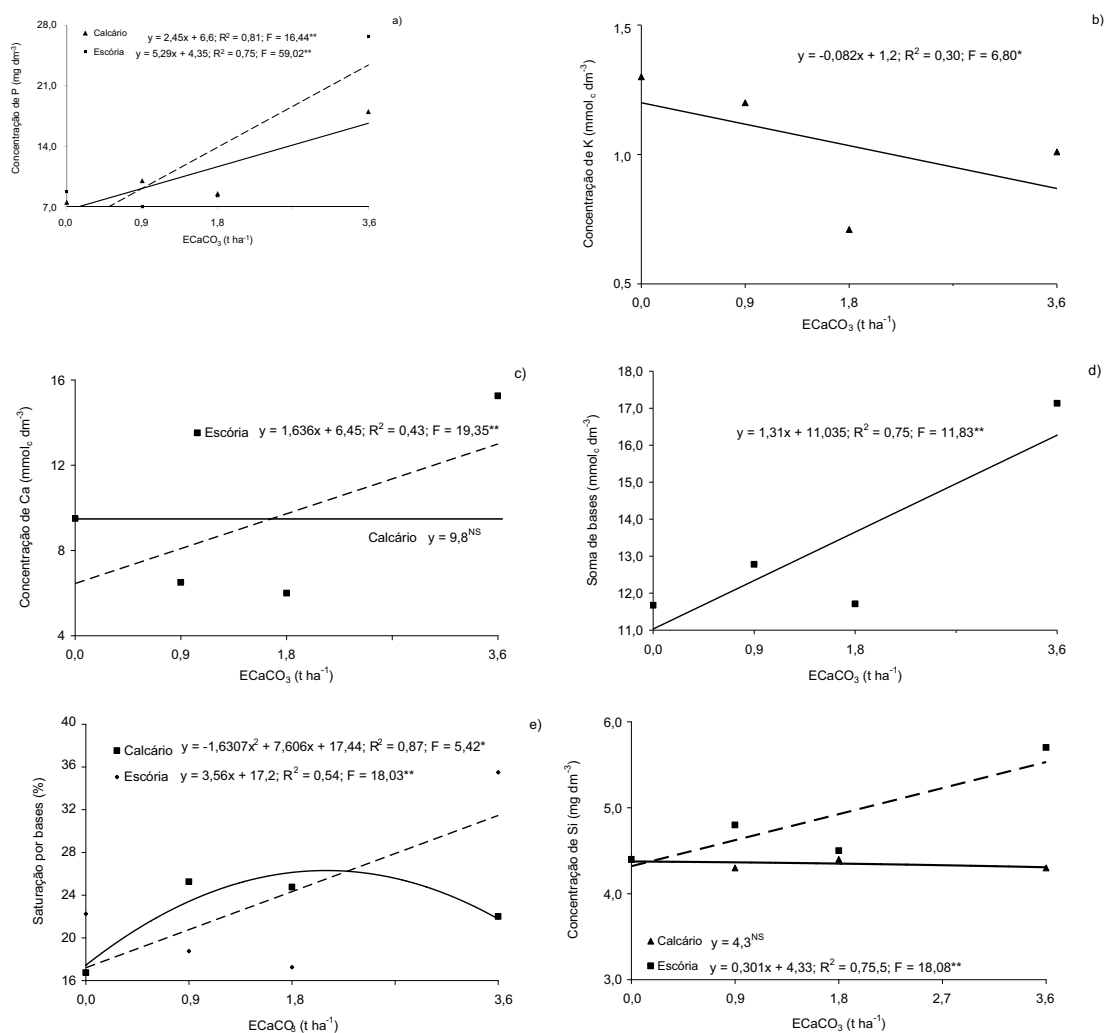 a)
28,0
21,0
14,0
7,0
Concentração de P (mg dm-3)
Calcário y = 2,45x + 6,6; R2 = 0,81; F = 16,44**
Escória y = 5,29x + 4,35; R2 = 0,75; F = 59,02**
0,0 0,9 1,8 3,6
ECaCO3 (t ha-1)
b)
1,5
1,0
0,5
Concentração de K (mmolc dm-3)
y = -0,082x + 1,2; R2 = 0,30; F = 6,80*
0,0 0,9 1,8 3,6
ECaCO3 (t ha-1)
c)
16
12
8
4
Concentração de Ca (mmolc dm-3)
Escória y = 1,636x + 6,45; R2 = 0,43; F = 19,35**
Calcário y = 9,8NS
0,0 0,9 1,8 3,6
ECaCO3 (t ha-1)
d)
18,0
17,0
16,0
15,0
14,0
13,0
12,0
11,0
Soma de bases (mmolc dm-3)
y = 1,31x + 11,035; R2 = 0,75; F = 11,83**
0,0 0,9 1,8 3,6
ECaCO3 (t ha-1)
e)
40
36
32
28
24
20
16
Saturação por bases (%)
Calcário y = -1,6307x2 + 7,606x + 17,44; R2 = 0,87; F = 5,42*
Escória y = 3,56x + 17,2; R2 = 0,54; F = 18,03**
0,0 0,9 1,8 3,6
ECaCO3 (t ha-1)
6,0
5,0
4,0
3,0
Concentração de Si (mg dm-3)
Calcário y = 4,3NS
Escória y = 0,301x + 4,33; R2 = 0,75,5; F = 18,08**
0,0 0,9 1,8 2,7 3,6
ECaCO3 (t ha-1)